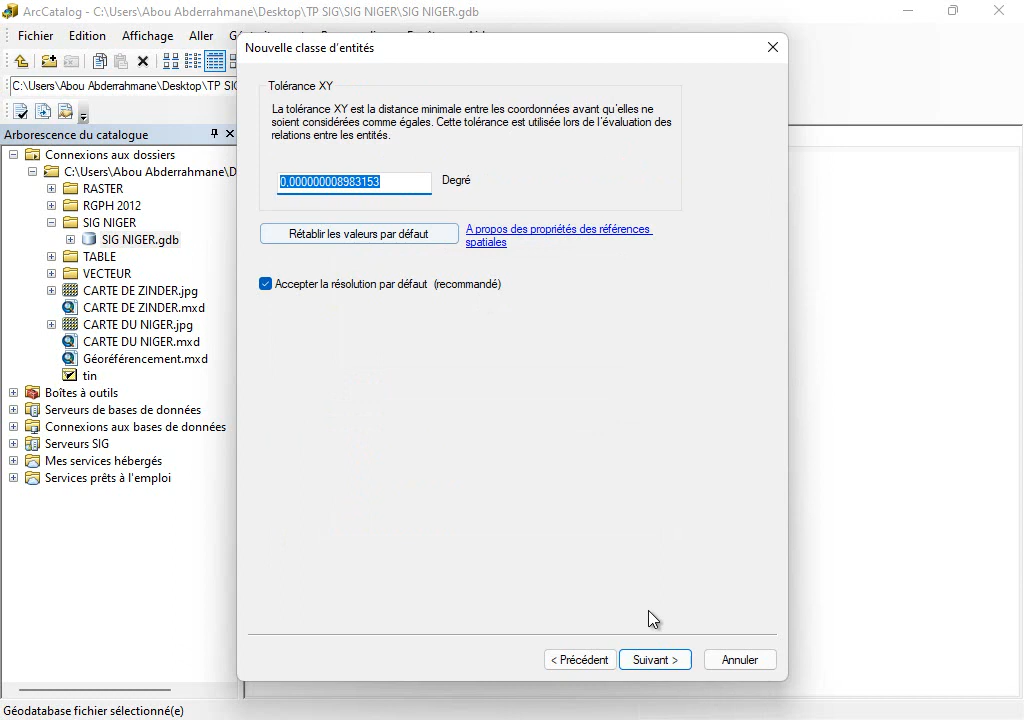 ArcCatalog - C:\Users\Abou Abderrahmane\Desktop\TP SIG\SIG NIGER\SIG NIGER.gdb
Fichier Edition Affichage Aller
C:\Users\Abou Abderrahmane\Desktop\TP SIG
Arborescence du catalogue
Connexions aux dossiers
C:\Users\Abou Abderrahmane\D
RASTER
RGPH 2012
SIG NIGER
SIG NIGER.gdb
TABLE
VECTEUR
CARTE DE ZINDER.jpg
CARTE DE ZINDER.mxd
CARTE DU NIGER.jpg
CARTE DU NIGER.mxd
Géoréférencement.mxd
tin
Boîtes à outils
Serveurs de bases de données
Connexions aux bases de données
Serveurs SIG
Mes services hébergés
Services prêts à l'emploi
Géodatabase fichier sélectionné(e)
Nouvelle classe d'entités
Tolérance XY
La tolérance XY est la distance minimale entre les coordonnées avant qu'elles ne
soient considérées comme égales. Cette tolérance est utilisée lors de l'évaluation des
relations entre les entités.
0,000000008983153 Degré
Rétablir les valeurs par défaut
A propos des propriétés des références
spatiales
Accepter la résolution par défaut (recommandé)
< Précédent Suivant > Annuler